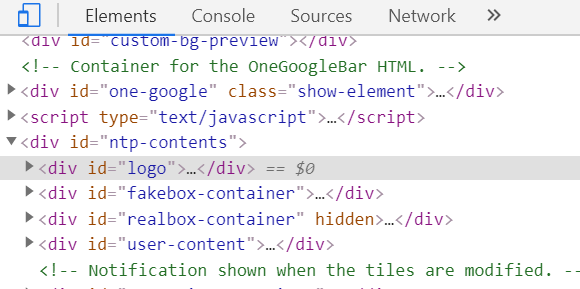 Elements Console Sources Network »
<div id="custom-bg-preview"></div>
<!-- Container for the OneGoogleBar HTML. -->
<div id="one-google" class="show-element">…</div>
<script type="text/javascript">…</script>
<div id="ntp-contents">
<div id="logo">…</div> == $0
<div id="fakebox-container">…</div>
<div id="realbox-container" hidden>…</div>
<div id="user-content">…</div>
<!-- Notification shown when the tiles are modified. --